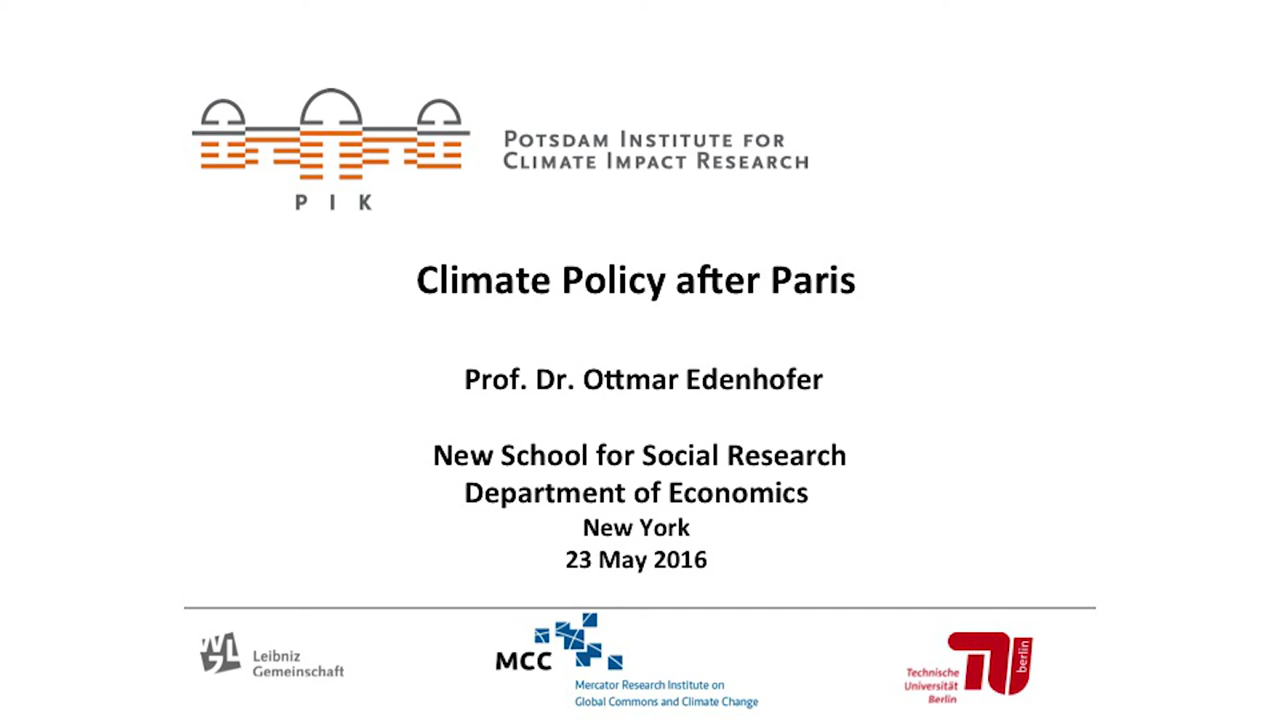 POTSDAM INSTITUTE FOR
CLIMATE IMPACT RESEARCH
P I K
Climate Policy after Paris
Prof. Dr. Ottmar Edenhofer
New School for Social Research
Department of Economics
New York
23 May 2016
Leibniz
Gemeinschaft
MCC
Mercator Research Institute on
Global Commons and Climate Change
Technische
Universität
Berlin
berlin